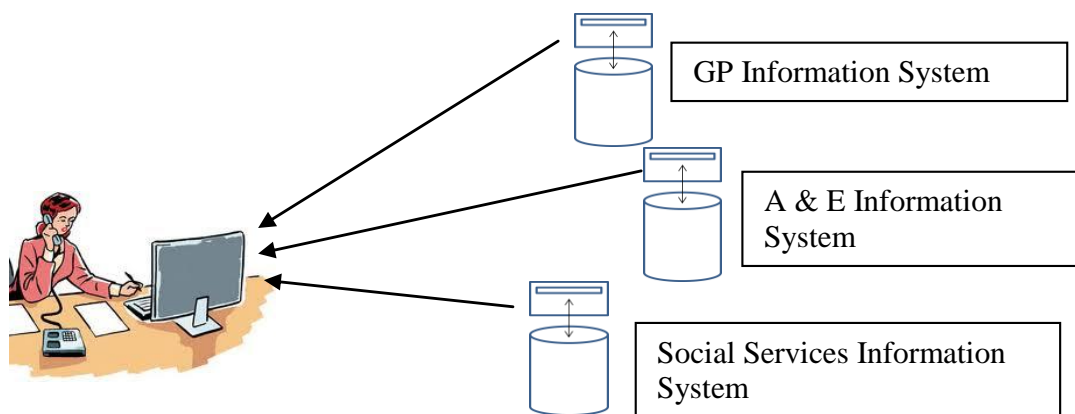 GP Information System
A & E Information
System
Social Services Information
System